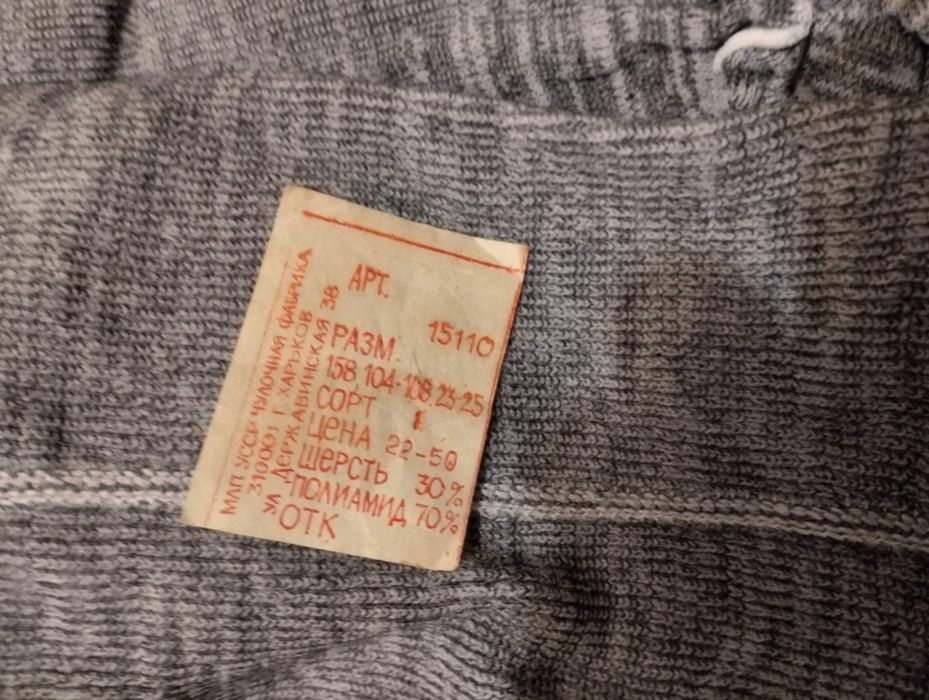 МЛП УССР ЧУЛОЧНАЯ ФАБРИКА
310001 Г. ХАРЬКОВ
УЛ ДЕРЖАВИНСКАЯ 38
АРТ. 15110
РАЗМ.
158, 104-108, 23-25
СОРТ 1
ЦЕНА 22-50
ШЕРСТЬ 30%
ПОЛИАМИД 70%
ОТК